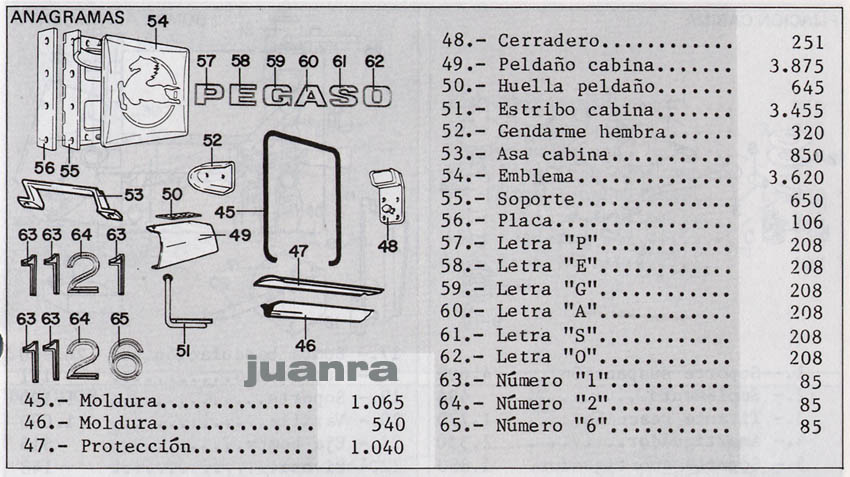 ANAGRAMAS
54
57 58 59 60 61 62
PEGASO
56 55
52
53
50
45
49
48
63 63 64 63
1121
47
46
51
63 63 64 65
1126
juanra
45.- Moldura............. 1.065
46.- Moldura............. 540
47.- Protección.......... 1.040
48.- Cerradero........... 251
49.- Peldaño cabina....... 3.875
50.- Huella peldaño....... 645
51.- Estribo cabina....... 3.455
52.- Gendarme hembra...... 320
53.- Asa cabina........... 850
54.- Emblema.............. 3.620
55.- Soporte.............. 650
56.- Placa................ 106
57.- Letra "P"............ 208
58.- Letra "E"............ 208
59.- Letra "G"............ 208
60.- Letra "A"............ 208
61.- Letra "S"............ 208
62.- Letra "O"............ 208
63.- Número "1"........... 85
64.- Número "2"........... 85
65.- Número "6"........... 85